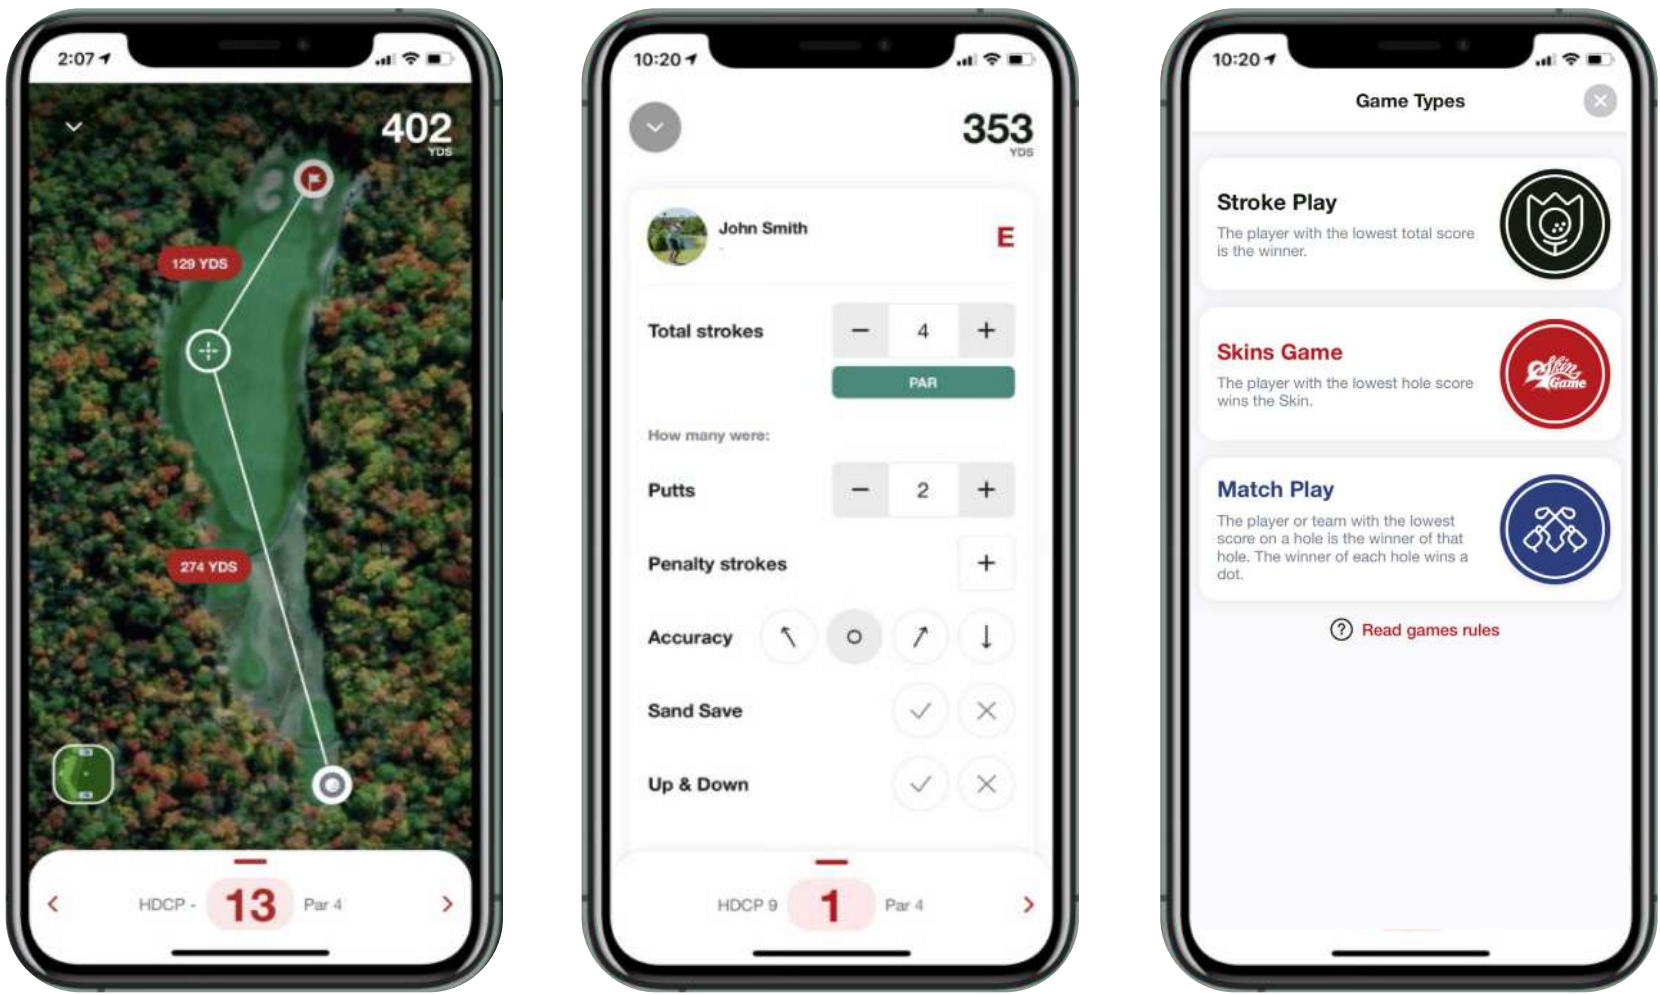 2:07
402
YDS
129 YDS
274 YDS
HDCP -
13
Par 4
10:20
353
YDS
John Smith
-
E
Total strokes
− 4 +
PAR
How many were:
Putts
− 2 +
Penalty strokes
+
Accuracy
Sand Save
Up & Down
HDCP 9
1
Par 4
10:20
Game Types
Stroke Play
The player with the lowest total score
is the winner.
Skins Game
The player with the lowest hole score
wins the Skin.
Skins
Game
Match Play
The player or team with the lowest
score on a hole is the winner of that
hole. The winner of each hole wins a
dot.
? Read games rules